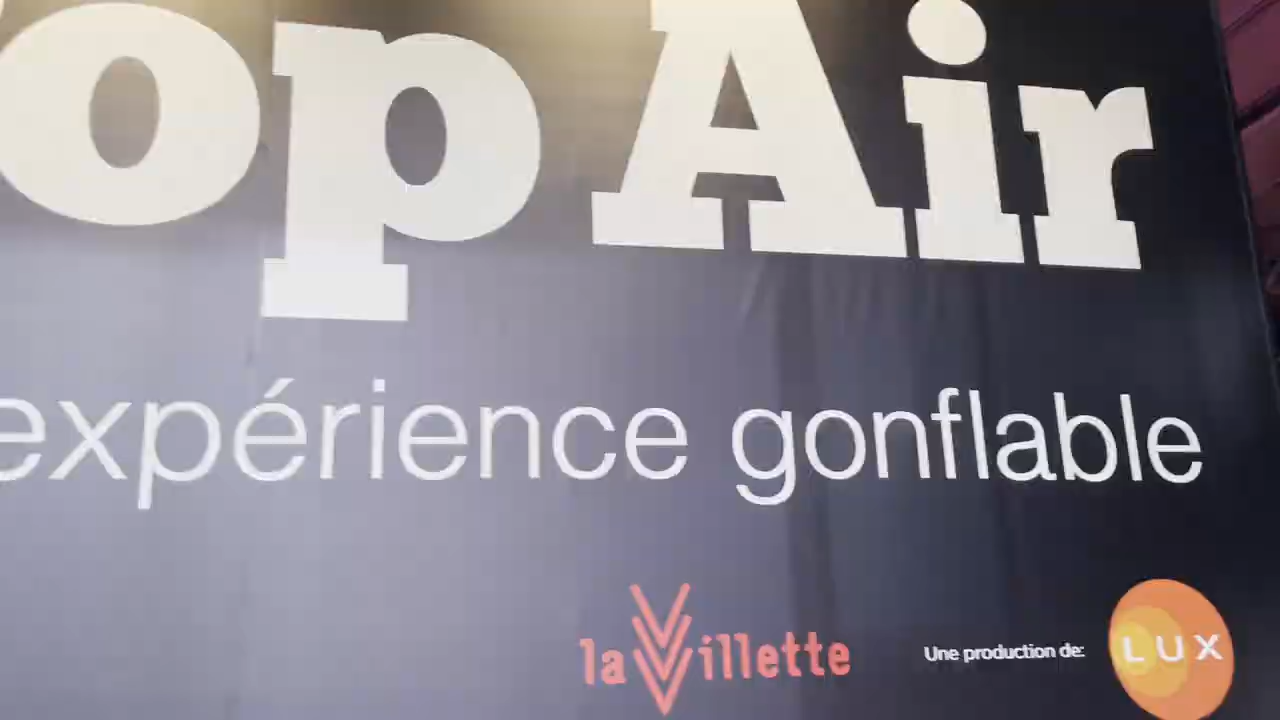 op Air
expérience gonflable
la Villette
Une production de:
LUX